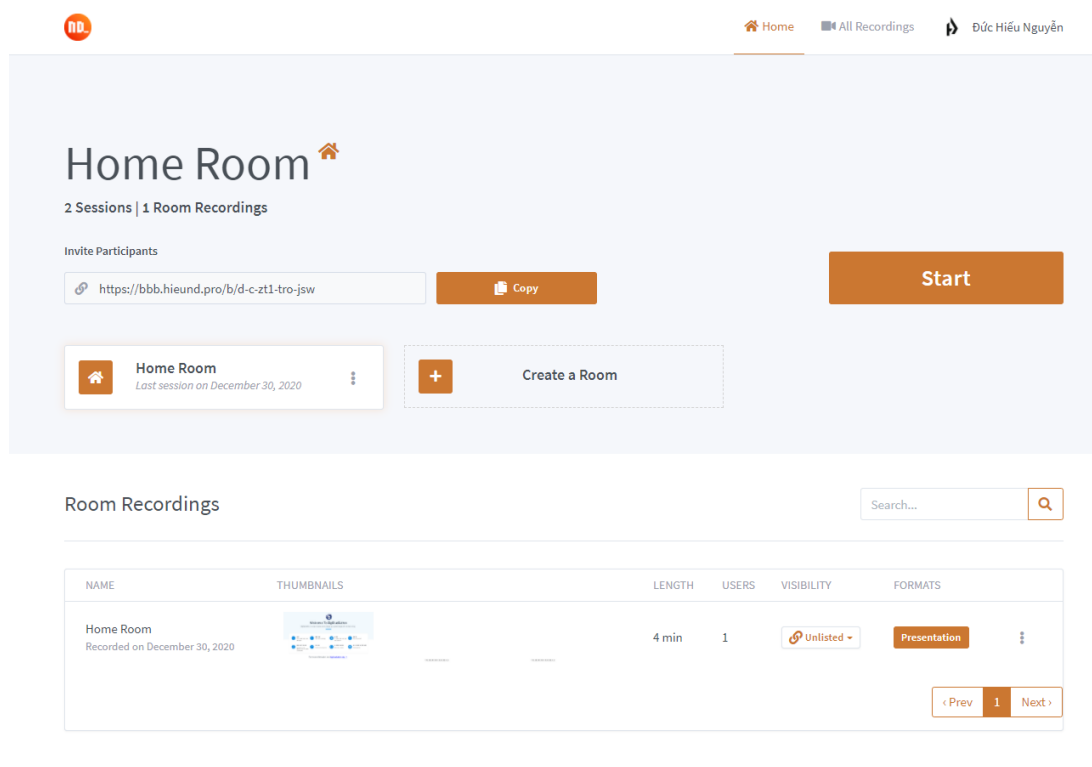 ND_
Home
All Recordings
Đức Hiếu Nguyễn
Home Room
2 Sessions | 1 Room Recordings
Invite Participants
https://bbb.hieund.pro/b/d-c-zt1-tro-jsw
Copy
Start
Home Room
Last session on December 30, 2020
Create a Room
Room Recordings
Search...
NAME THUMBNAILS LENGTH USERS VISIBILITY FORMATS
Home Room
Recorded on December 30, 2020
4 min 1 Unlisted Presentation
‹ Prev 1 Next ›